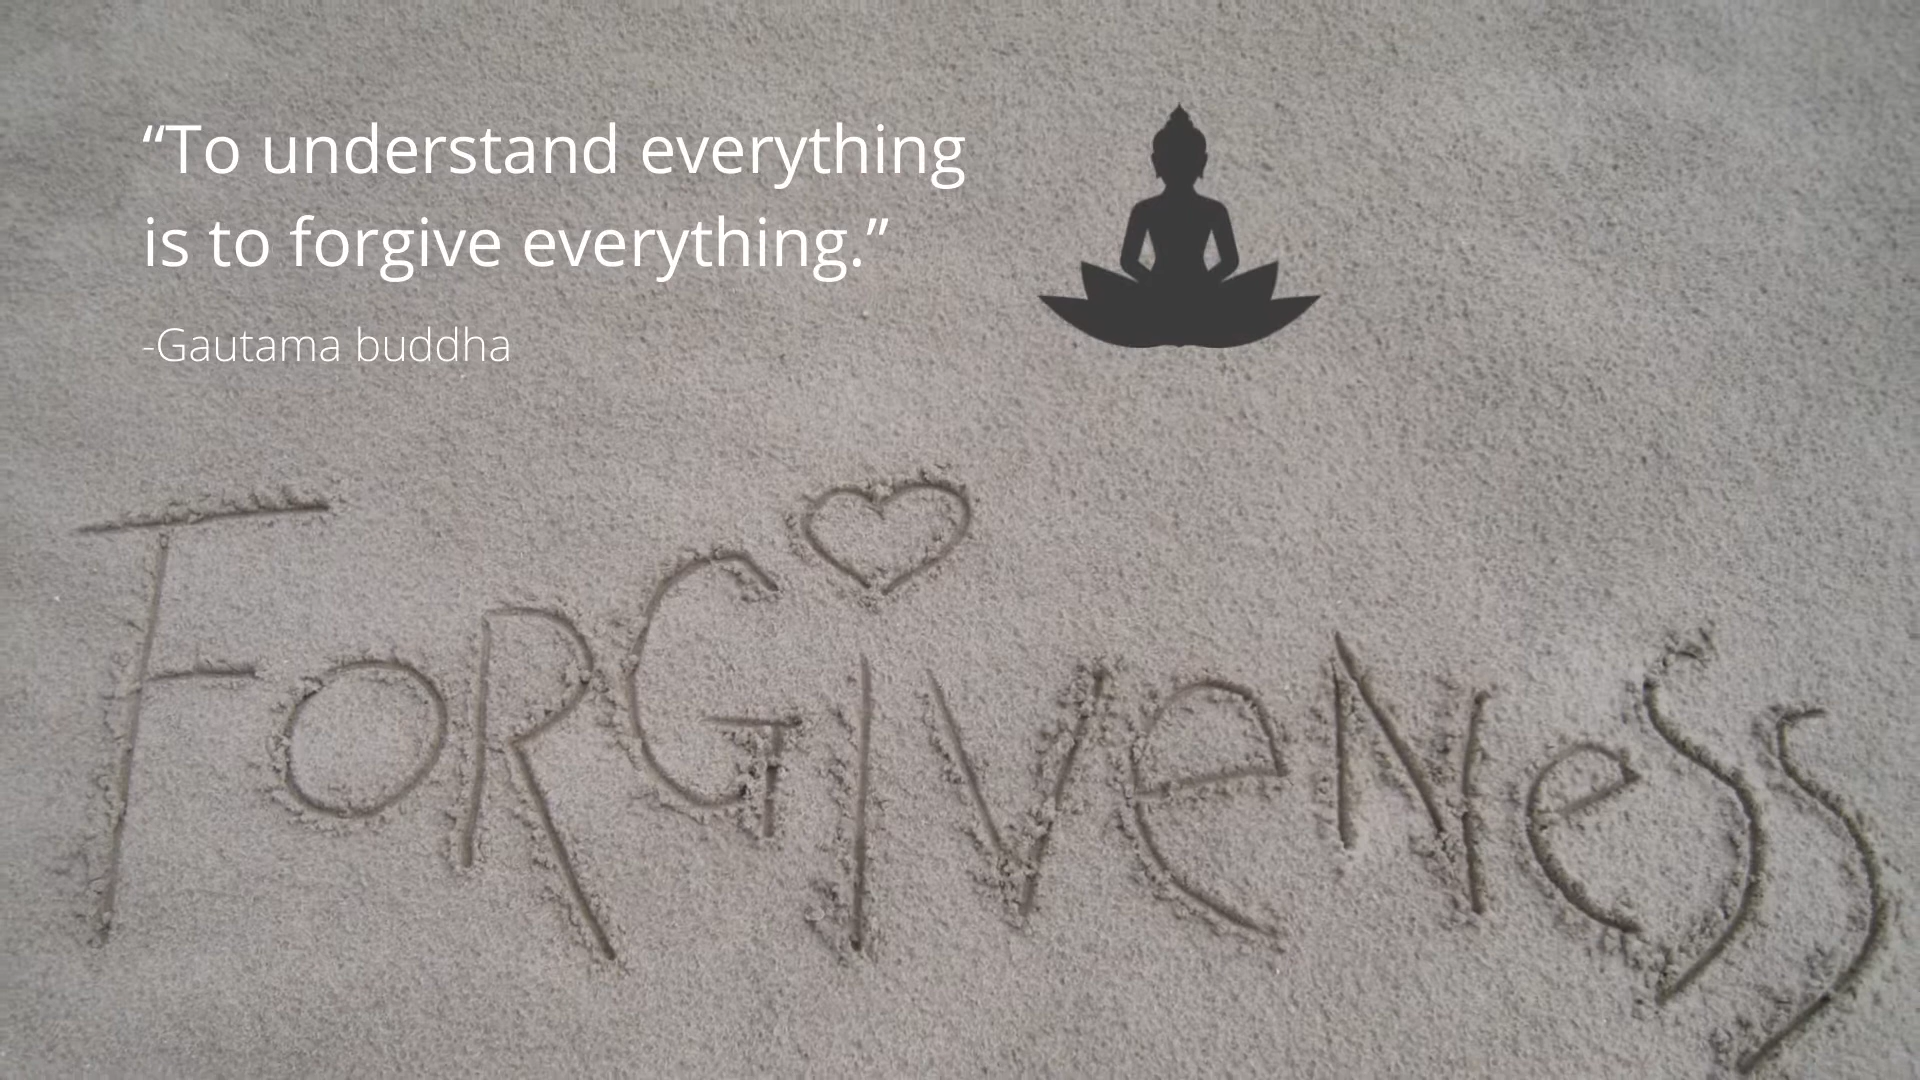 “To understand everything
is to forgive everything.”
-Gautama buddha
FORGIVeNeSS